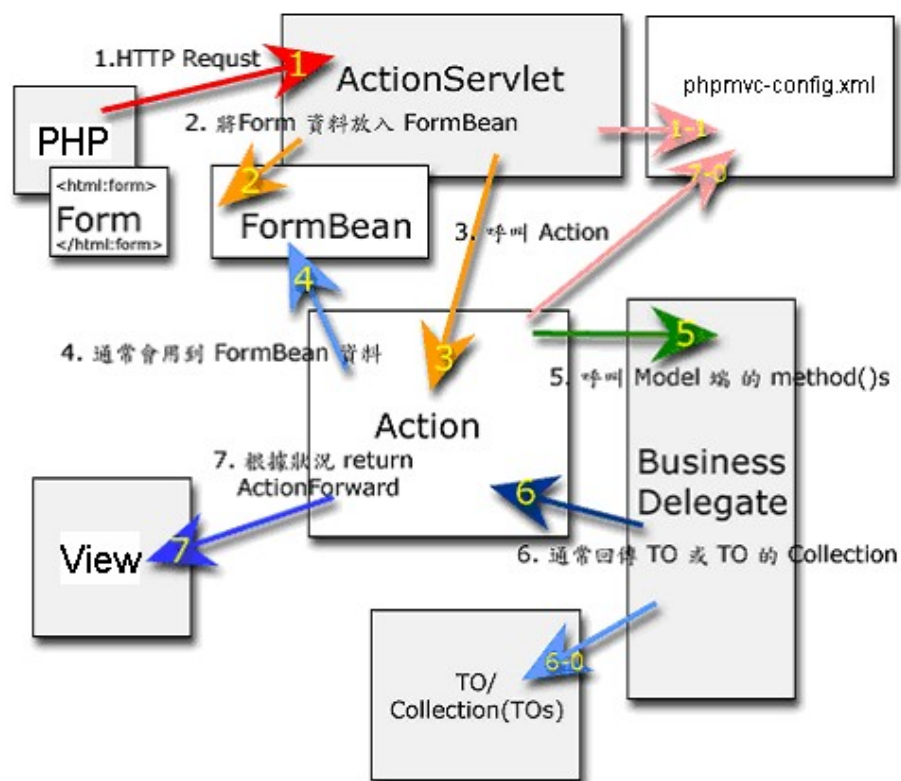 1.HTTP Requst
1
ActionServlet
phpmvc-config.xml
PHP
2. 將Form 資料放入 FormBean
1-1
<html:form>
Form
</html:form>
2
FormBean
7-0
3. 呼叫 Action
4
5
4. 通常會用到 FormBean 資料
3
5. 呼叫 Model 端 的 method()s
Action
7. 根據狀況 return
ActionForward
Business
Delegate
6
6. 通常回傳 TO 或 TO 的 Collection
View
7
6-0
TO/
Collection(TOs)